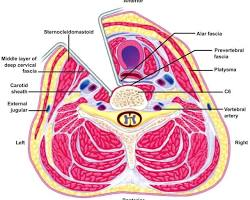 Anterior
Sternocleidomastoid
Alar fascia
Prevertebral
fascia
Platysma
Middle layer of
deep cervical
fascia
Carotid
sheath
C6
External
jugular
Vertebral
artery
Left
Right
Posterior